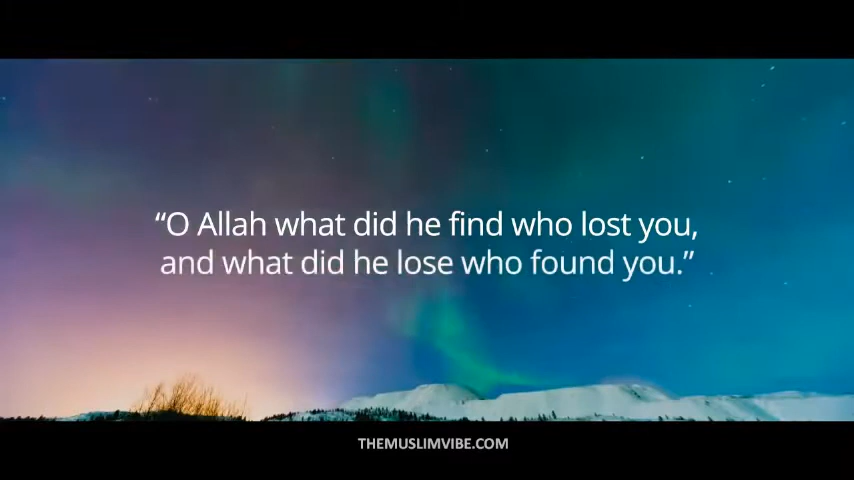 “O Allah what did he find who lost you,
and what did he lose who found you.”
THEMUSLIMVIBE.COM